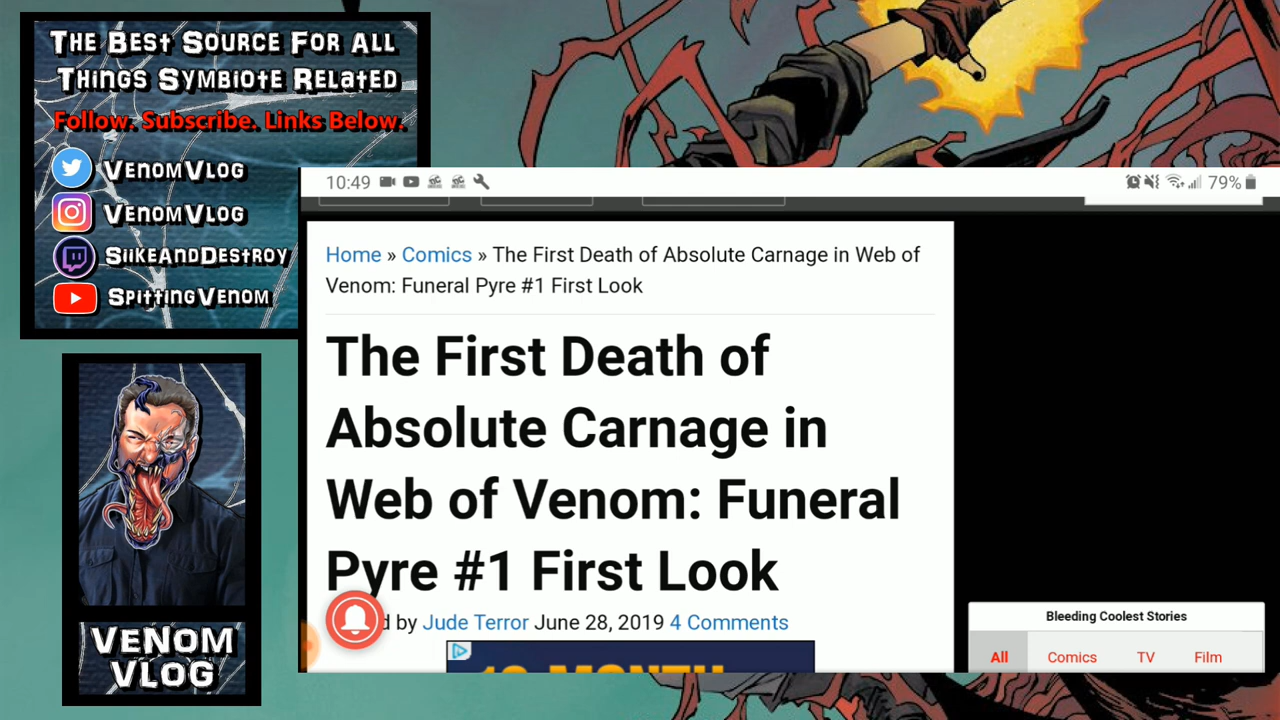 The Best Source For All
Things Symbiote Related
Follow. Subscribe. Links Below.
VenomVlog
VenomVlog
SiikeAndDestroy
SpittingVenom
Venom
Vlog
10:49
79%
Home » Comics » The First Death of Absolute Carnage in Web of
Venom: Funeral Pyre #1 First Look
The First Death of
Absolute Carnage in
Web of Venom: Funeral
Pyre #1 First Look
d by Jude Terror June 28, 2019 4 Comments
Bleeding Coolest Stories
All Comics TV Film